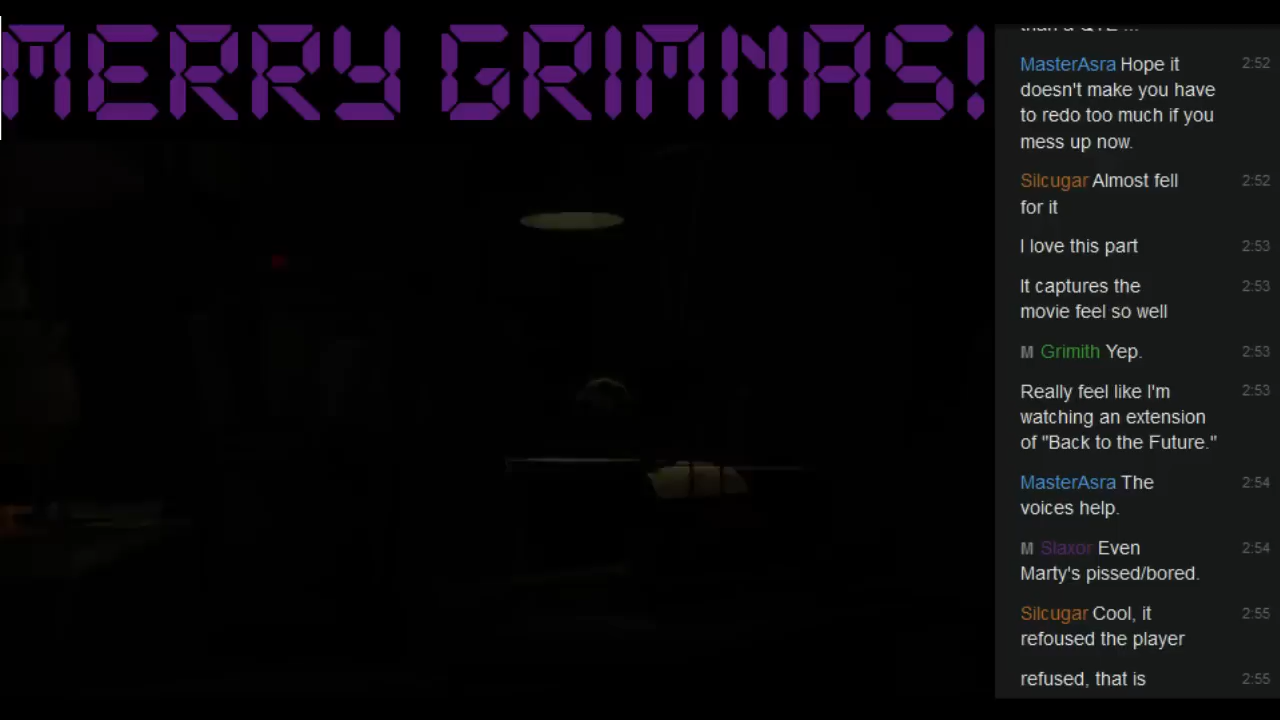 MERRY GRIMNAS!
MasterAsra Hope it 2:52
doesn't make you have
to redo too much if you
mess up now.
Silcugar Almost fell 2:52
for it
I love this part 2:53
It captures the 2:53
movie feel so well
M Grimith Yep. 2:53
Really feel like I'm 2:53
watching an extension
of "Back to the Future."
MasterAsra The 2:54
voices help.
M Slaxor Even 2:54
Marty's pissed/bored.
Silcugar Cool, it 2:55
refoused the player
refused, that is 2:55